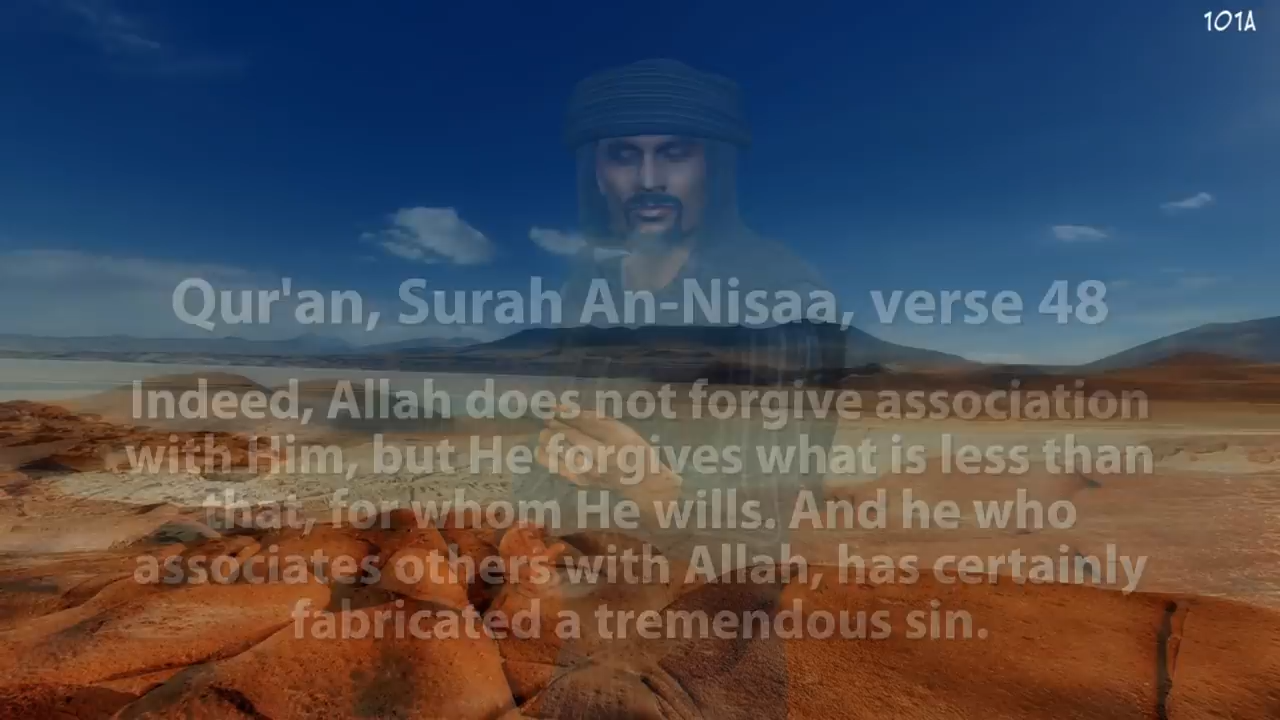 101A
Qur'an, Surah An-Nisaa, verse 48
Indeed, Allah does not forgive association
with Him, but He forgives what is less than
that, for whom He wills. And he who
associates others with Allah, has certainly
fabricated a tremendous sin.